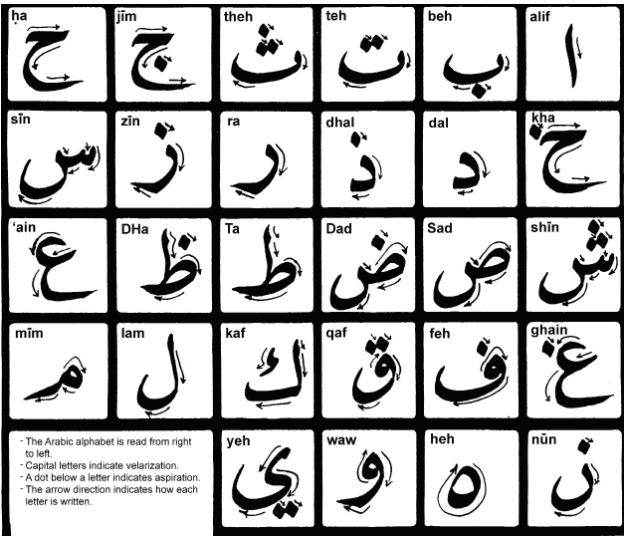 alif
ا
beh
ب
teh
ت
theh
ث
jīm
ج
ḥa
ح
kha
خ
dal
د
dhal
ذ
ra
ر
zīn
ز
sīn
س
shīn
ش
Sad
ص
Dad
ض
Ta
ط
DHa
ظ
‘ain
ع
ghain
غ
feh
ف
qaf
ق
kaf
ك
lam
ل
mīm
م
nūn
ن
heh
ه
waw
و
yeh
ي
- The Arabic alphabet is read from right
to left.
- Capital letters indicate velarization.
- A dot below a letter indicates aspiration.
- The arrow direction indicates how each
letter is written.